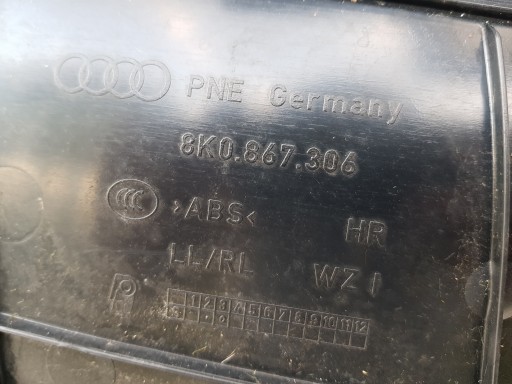 PNE Germany
8K0.867.306
CCC >ABS< HR
LL/RL WZ I
1 2 3 4 5 6 7 8 9 10 11 12